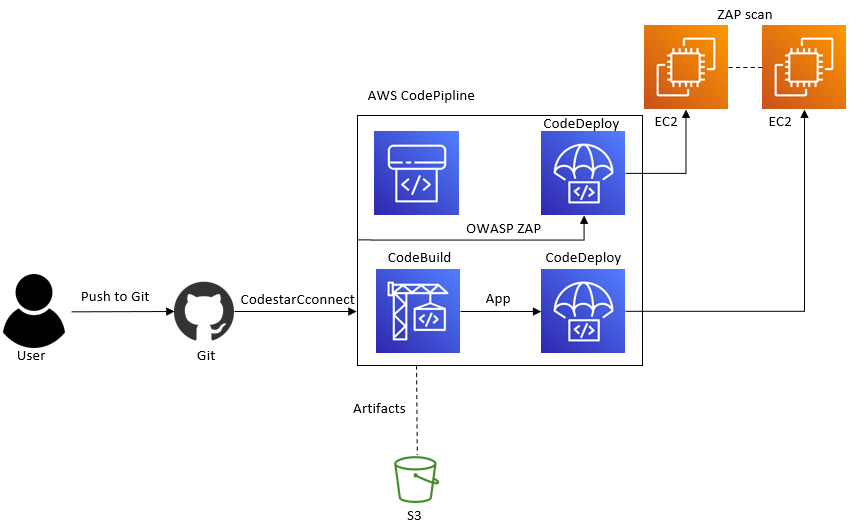 ZAP scan
AWS CodePipline
CodeDeploy
EC2
EC2
OWASP ZAP
CodeBuild
CodeDeploy
Push to Git
CodestarCconnect
App
User
Git
Artifacts
S3